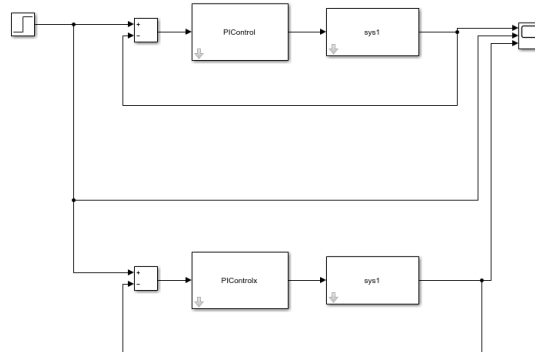 +
−
PIControl
sys1
+
−
PIControlx
sys1